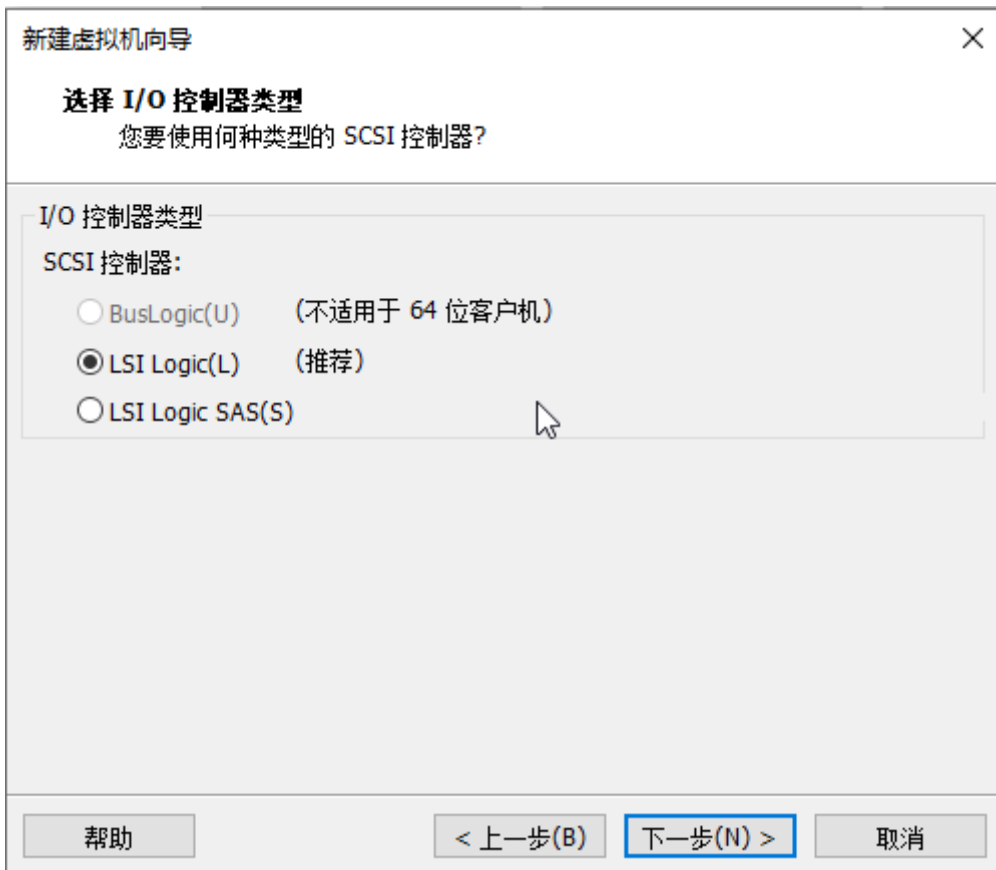 新建虚拟机向导
选择 I/O 控制器类型
您要使用何种类型的 SCSI 控制器?
I/O 控制器类型
SCSI 控制器:
BusLogic(U) (不适用于 64 位客户机)
LSI Logic(L) (推荐)
LSI Logic SAS(S)
帮助 < 上一步(B) 下一步(N) > 取消